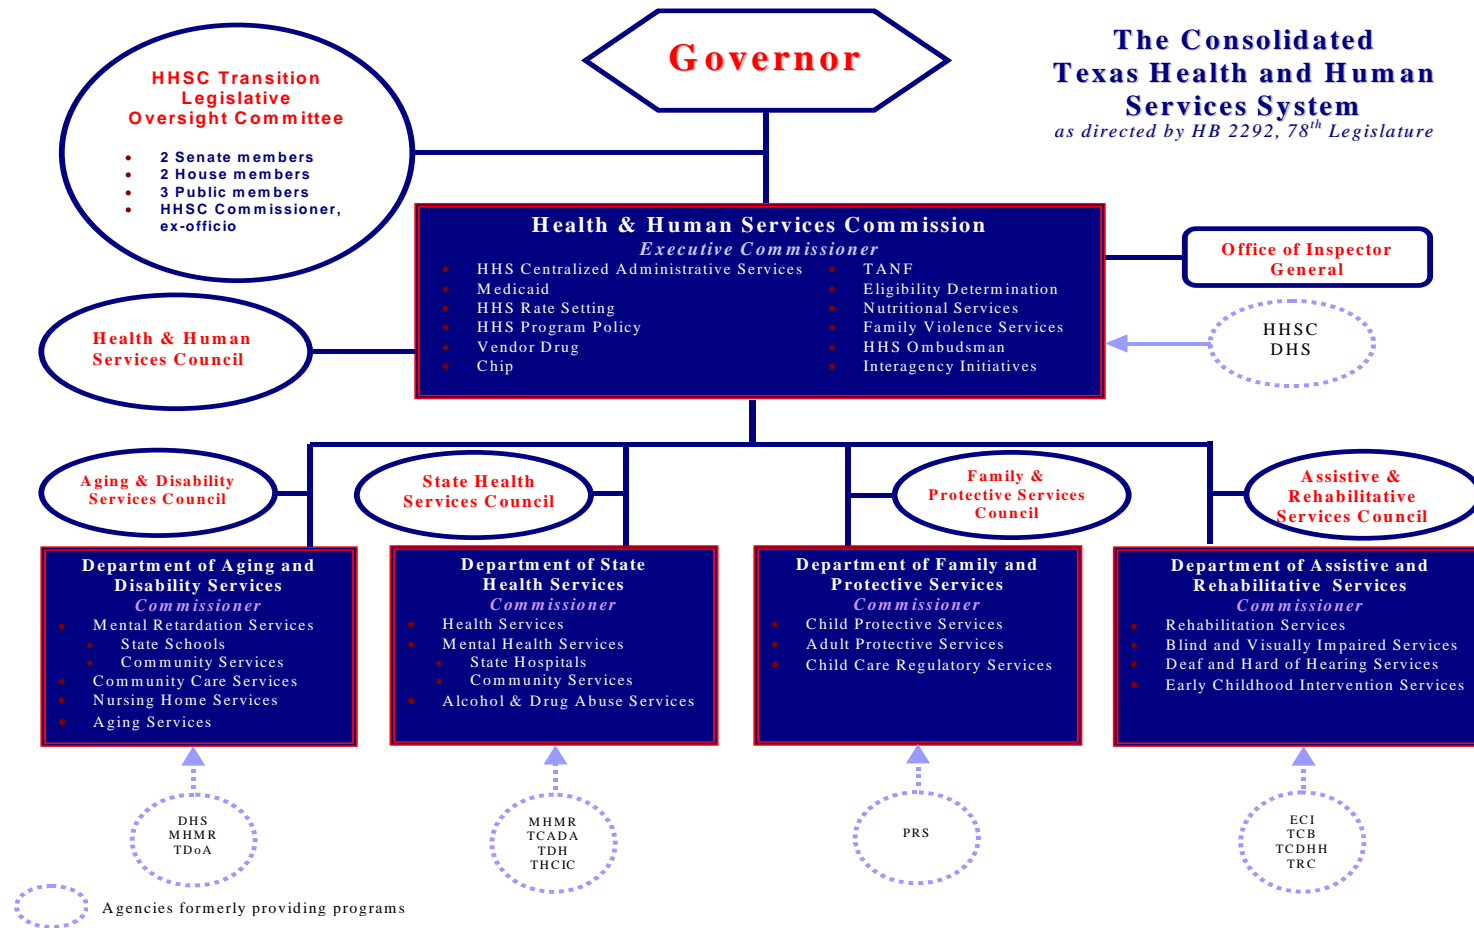 Governor
The Consolidated
Texas Health and Human
Services System
as directed by HB 2292, 78th Legislature
HHSC Transition
Legislative
Oversight Committee
• 2 Senate members
• 2 House members
• 3 Public members
• HHSC Commissioner,
ex-officio
Health & Human Services Commission
Executive Commissioner
• HHS Centralized Administrative Services
• Medicaid
• HHS Rate Setting
• HHS Program Policy
• Vendor Drug
• Chip
• TANF
• Eligibility Determination
• Nutritional Services
• Family Violence Services
• HHS Ombudsman
• Interagency Initiatives
Office of Inspector
General
Health & Human
Services Council
HHSC
DHS
Aging & Disability
Services Council
State Health
Services Council
Family &
Protective Services
Council
Assistive &
Rehabilitative
Services Council
Department of Aging and
Disability Services
Commissioner
• Mental Retardation Services
• State Schools
• Community Services
• Community Care Services
• Nursing Home Services
• Aging Services
Department of State
Health Services
Commissioner
• Health Services
• Mental Health Services
• State Hospitals
• Community Services
• Alcohol & Drug Abuse Services
Department of Family and
Protective Services
Commissioner
• Child Protective Services
• Adult Protective Services
• Child Care Regulatory Services
Department of Assistive and
Rehabilitative Services
Commissioner
• Rehabilitation Services
• Blind and Visually Impaired Services
• Deaf and Hard of Hearing Services
• Early Childhood Intervention Services
DHS
MHMR
TDoA
MHMR
TCADA
TDH
THCIC
PRS
ECI
TCB
TCDHH
TRC
Agencies formerly providing programs